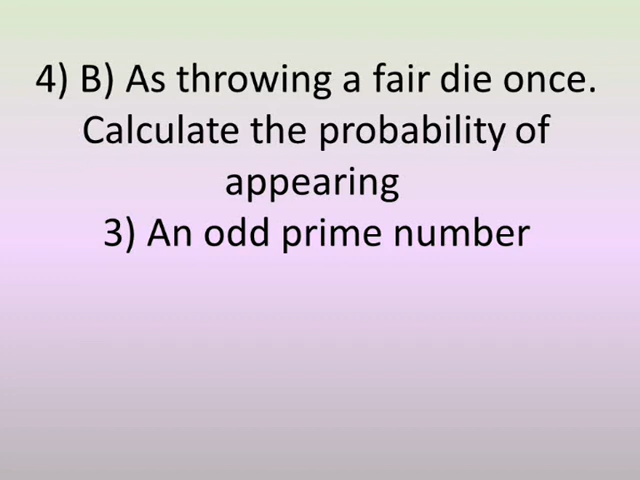 4) B) As throwing a fair die once.
Calculate the probability of
appearing
3) An odd prime number